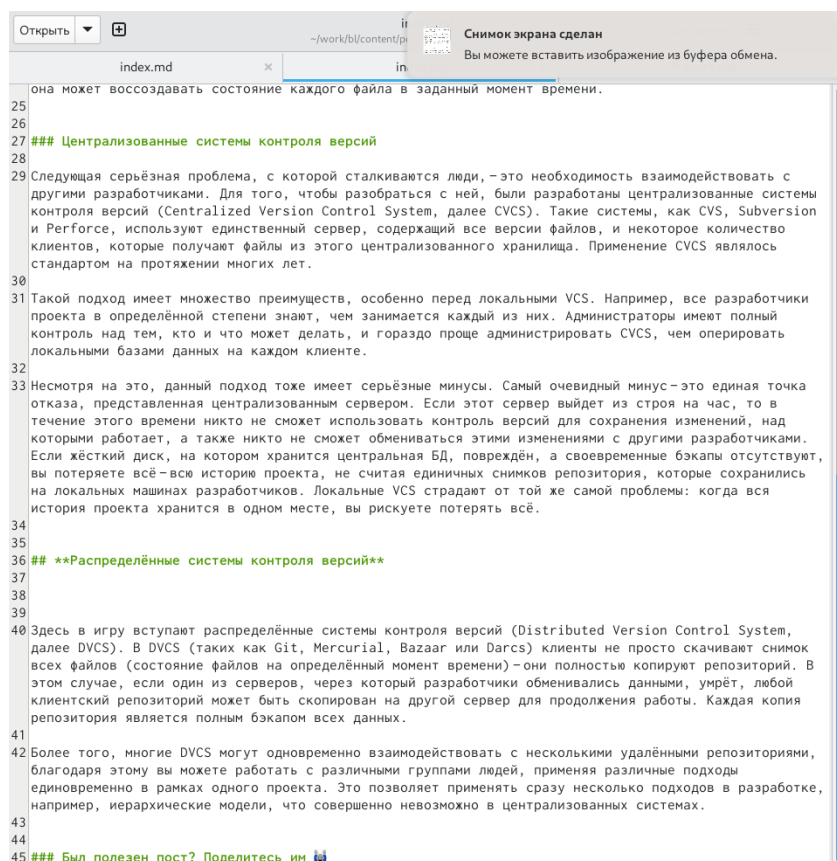 Открыть
in
~/work/bl/content/p
Снимок экрана сделан
Вы можете вставить изображение из буфера обмена.
index.md
×
in
она может воссоздавать состояние каждого файла в заданный момент времени.
25
26
27 ### Централизованные системы контроля версий
28
29 Следующая серьёзная проблема, с которой сталкиваются люди, — это необходимость взаимодействовать с
другими разработчиками. Для того, чтобы разобраться с ней, были разработаны централизованные системы
контроля версий (Centralized Version Control System, далее CVCS). Такие системы, как CVS, Subversion
и Perforce, используют единственный сервер, содержащий все версии файлов, и некоторое количество
клиентов, которые получают файлы из этого централизованного хранилища. Применение CVCS являлось
стандартом на протяжении многих лет.
30
31 Такой подход имеет множество преимуществ, особенно перед локальными VCS. Например, все разработчики
проекта в определённой степени знают, чем занимается каждый из них. Администраторы имеют полный
контроль над тем, кто и что может делать, и гораздо проще администрировать CVCS, чем оперировать
локальными базами данных на каждом клиенте.
32
33 Несмотря на это, данный подход тоже имеет серьёзные минусы. Самый очевидный минус — это единая точка
отказа, представленная централизованным сервером. Если этот сервер выйдет из строя на час, то в
течение этого времени никто не сможет использовать контроль версий для сохранения изменений, над
которыми работает, а также никто не сможет обмениваться этими изменениями с другими разработчиками.
Если жёсткий диск, на котором хранится центральная БД, повреждён, а своевременные бэкапы отсутствуют,
вы потеряете всё — всю историю проекта, не считая единичных снимков репозитория, которые сохранились
на локальных машинах разработчиков. Локальные VCS страдают от той же самой проблемы: когда вся
история проекта хранится в одном месте, вы рискуете потерять всё.
34
35
36 ## **Распределённые системы контроля версий**
37
38
39
40 Здесь в игру вступают распределённые системы контроля версий (Distributed Version Control System,
далее DVCS). В DVCS (таких как Git, Mercurial, Bazaar или Darcs) клиенты не просто скачивают снимок
всех файлов (состояние файлов на определённый момент времени) — они полностью копируют репозиторий. В
этом случае, если один из серверов, через который разработчики обменивались данными, умрёт, любой
клиентский репозиторий может быть скопирован на другой сервер для продолжения работы. Каждая копия
репозитория является полным бэкапом всех данных.
41
42 Более того, многие DVCS могут одновременно взаимодействовать с несколькими удалёнными репозиториями,
благодаря этому вы можете работать с различными группами людей, применяя различные подходы
единовременно в рамках одного проекта. Это позволяет применять сразу несколько подходов в разработке,
например, иерархические модели, что совершенно невозможно в централизованных системах.
43
44
45 ### Был полезен пост? Поделитесь им